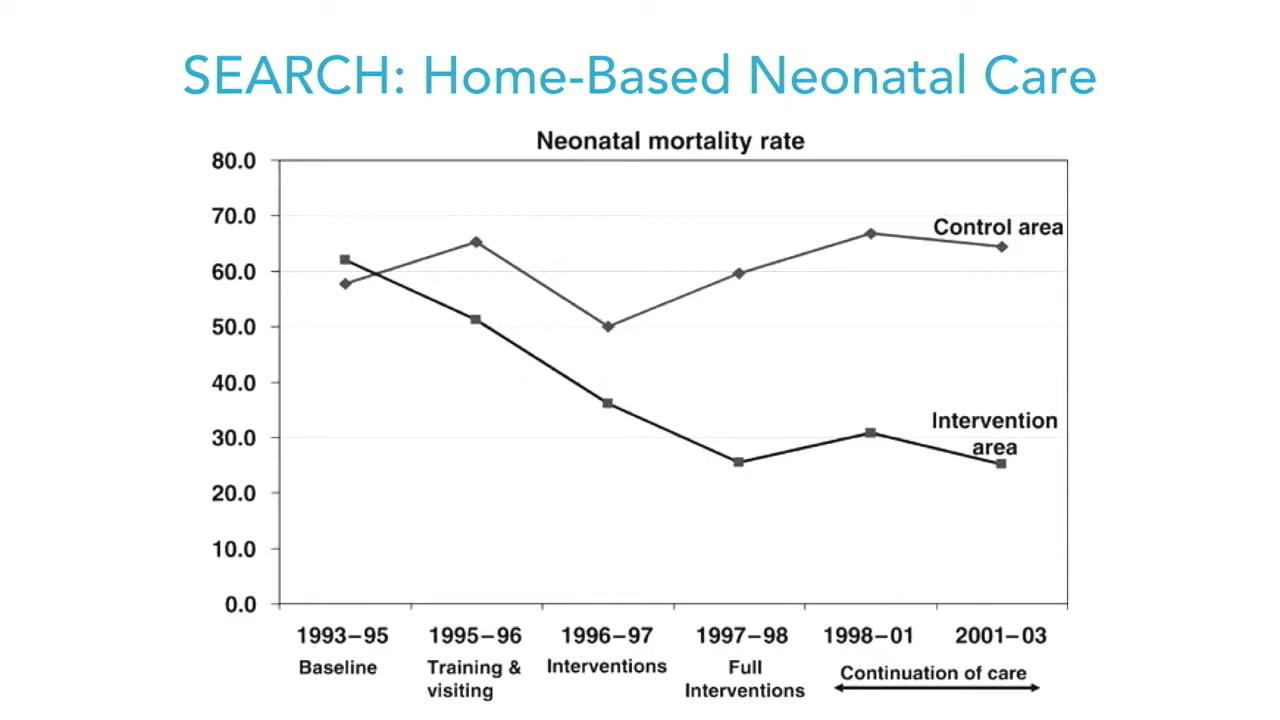 SEARCH: Home-Based Neonatal Care
Neonatal mortality rate
80.0
70.0
60.0
50.0
40.0
30.0
20.0
10.0
0.0
Control area
Intervention
area
1993–95 1995–96 1996–97 1997–98 1998–01 2001–03
Baseline Training & Interventions Full Continuation of care
visiting Interventions